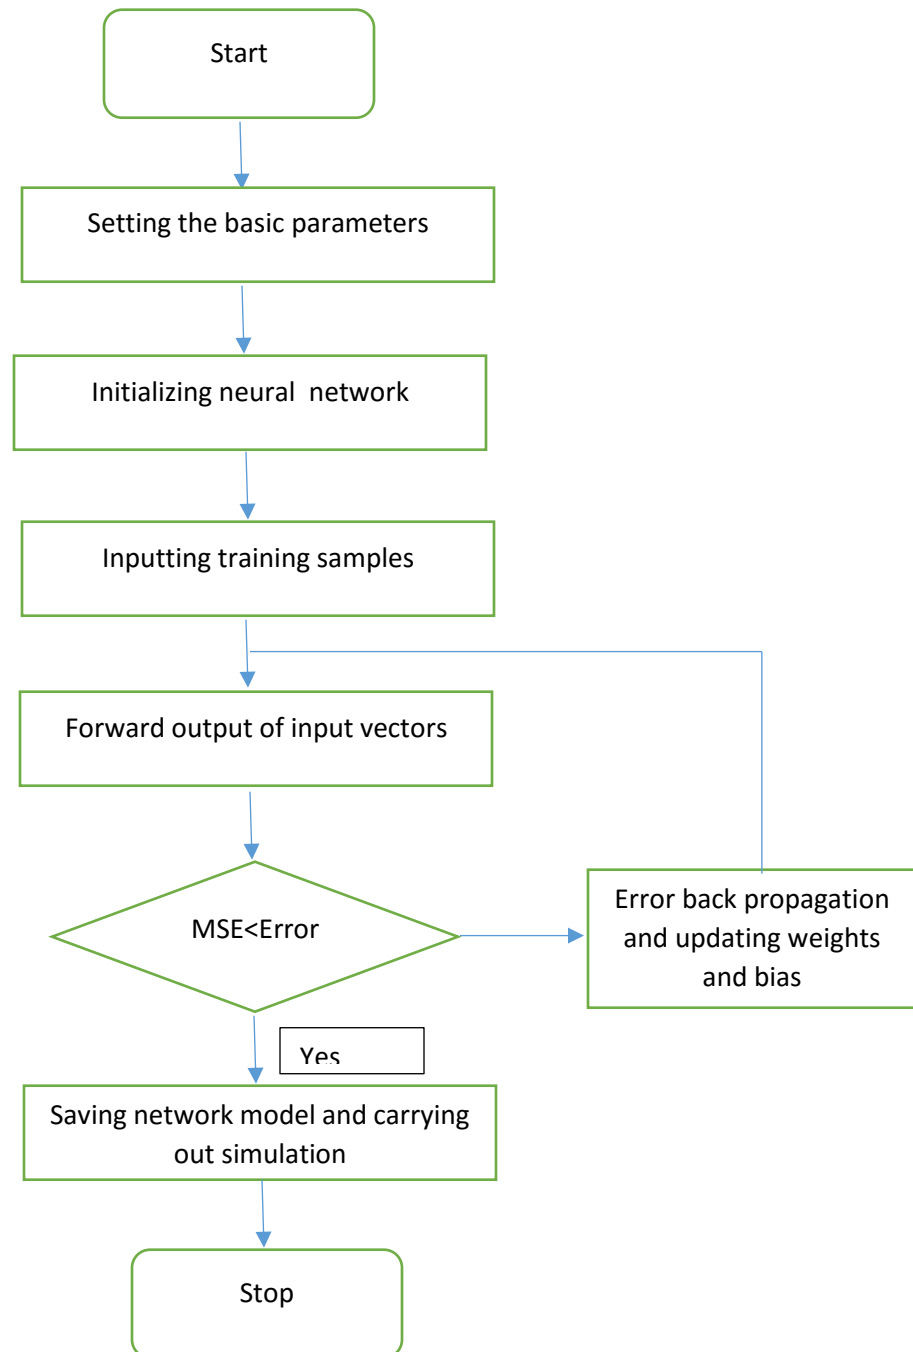 Start
Setting the basic parameters
Initializing neural  network
Inputting training samples
Forward output of input vectors
MSE<Error
Error back propagation
and updating weights
and bias
Yes
Saving network model and carrying
out simulation
Stop